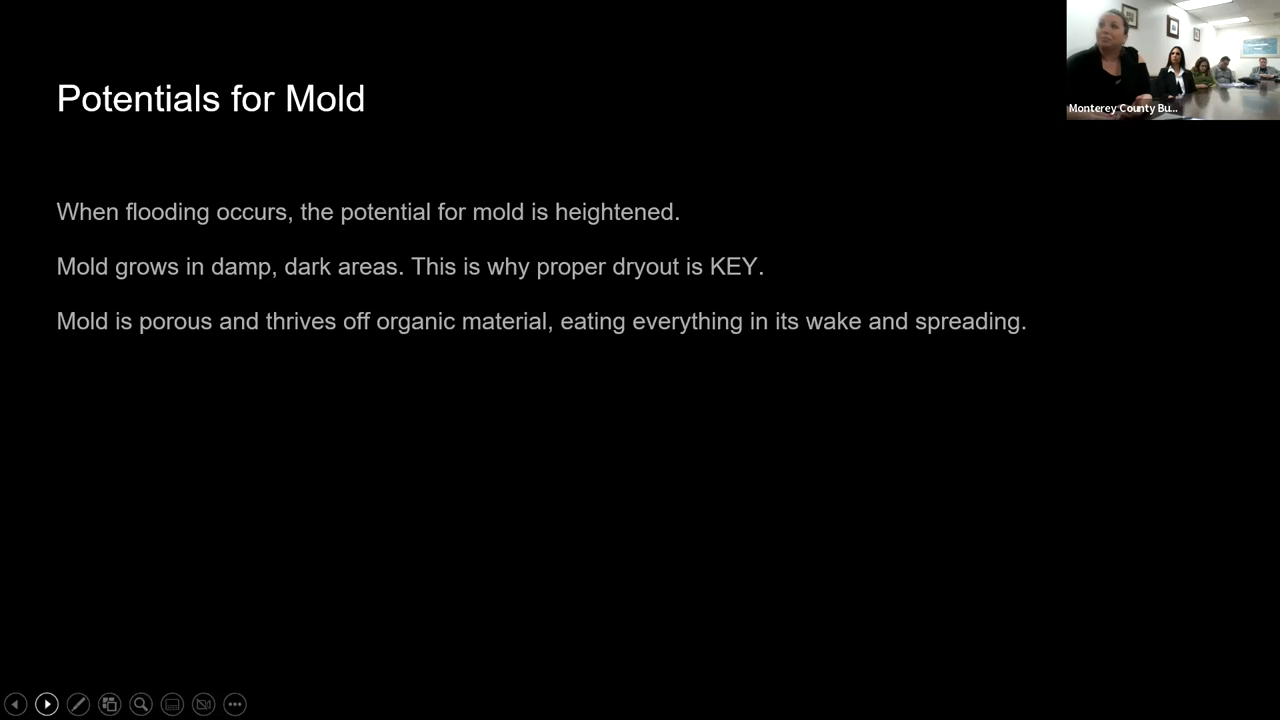 Potentials for Mold
When flooding occurs, the potential for mold is heightened.
Mold grows in damp, dark areas. This is why proper dryout is KEY.
Mold is porous and thrives off organic material, eating everything in its wake and spreading.
Monterey County Bu...